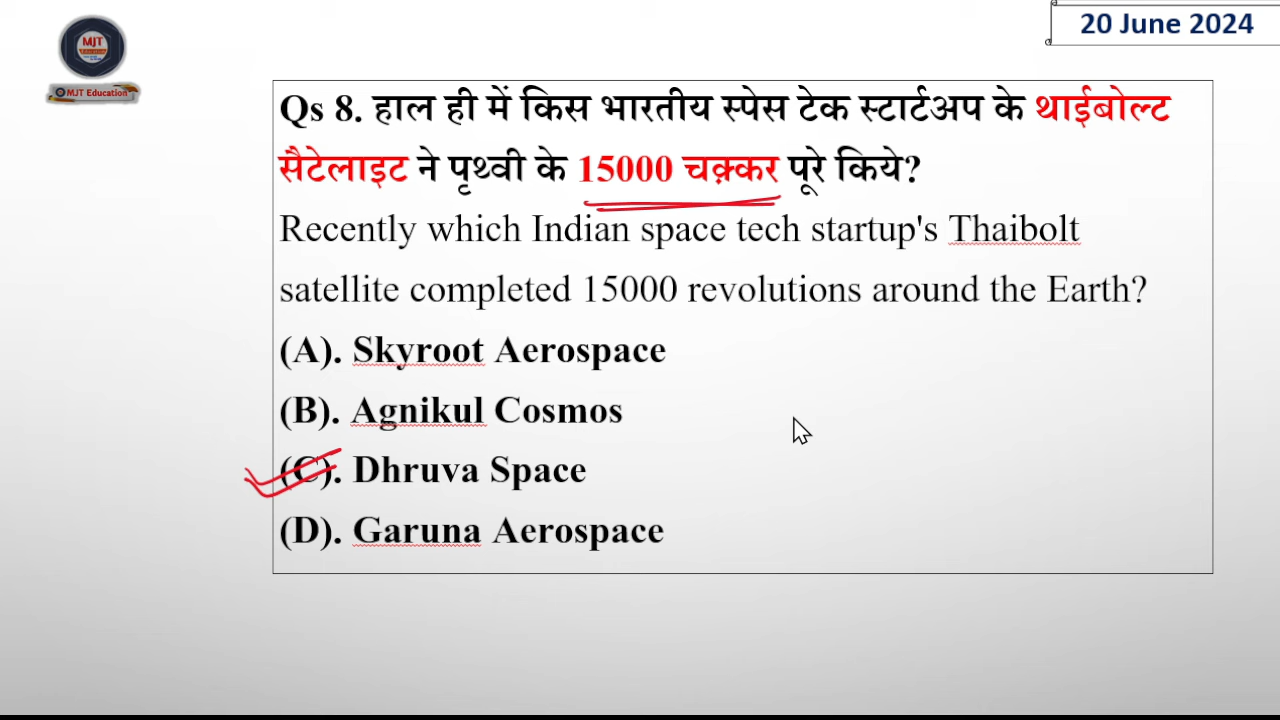 20 June 2024
MJT
MJT Education
Qs 8. हाल ही में किस भारतीय स्पेस टेक स्टार्टअप के थाईबोल्ट
सैटेलाइट ने पृथ्वी के 15000 चक़्कर पूरे किये?
Recently which Indian space tech startup's Thaibolt
satellite completed 15000 revolutions around the Earth?
(A). Skyroot Aerospace
(B). Agnikul Cosmos
(C). Dhruva Space
(D). Garuna Aerospace